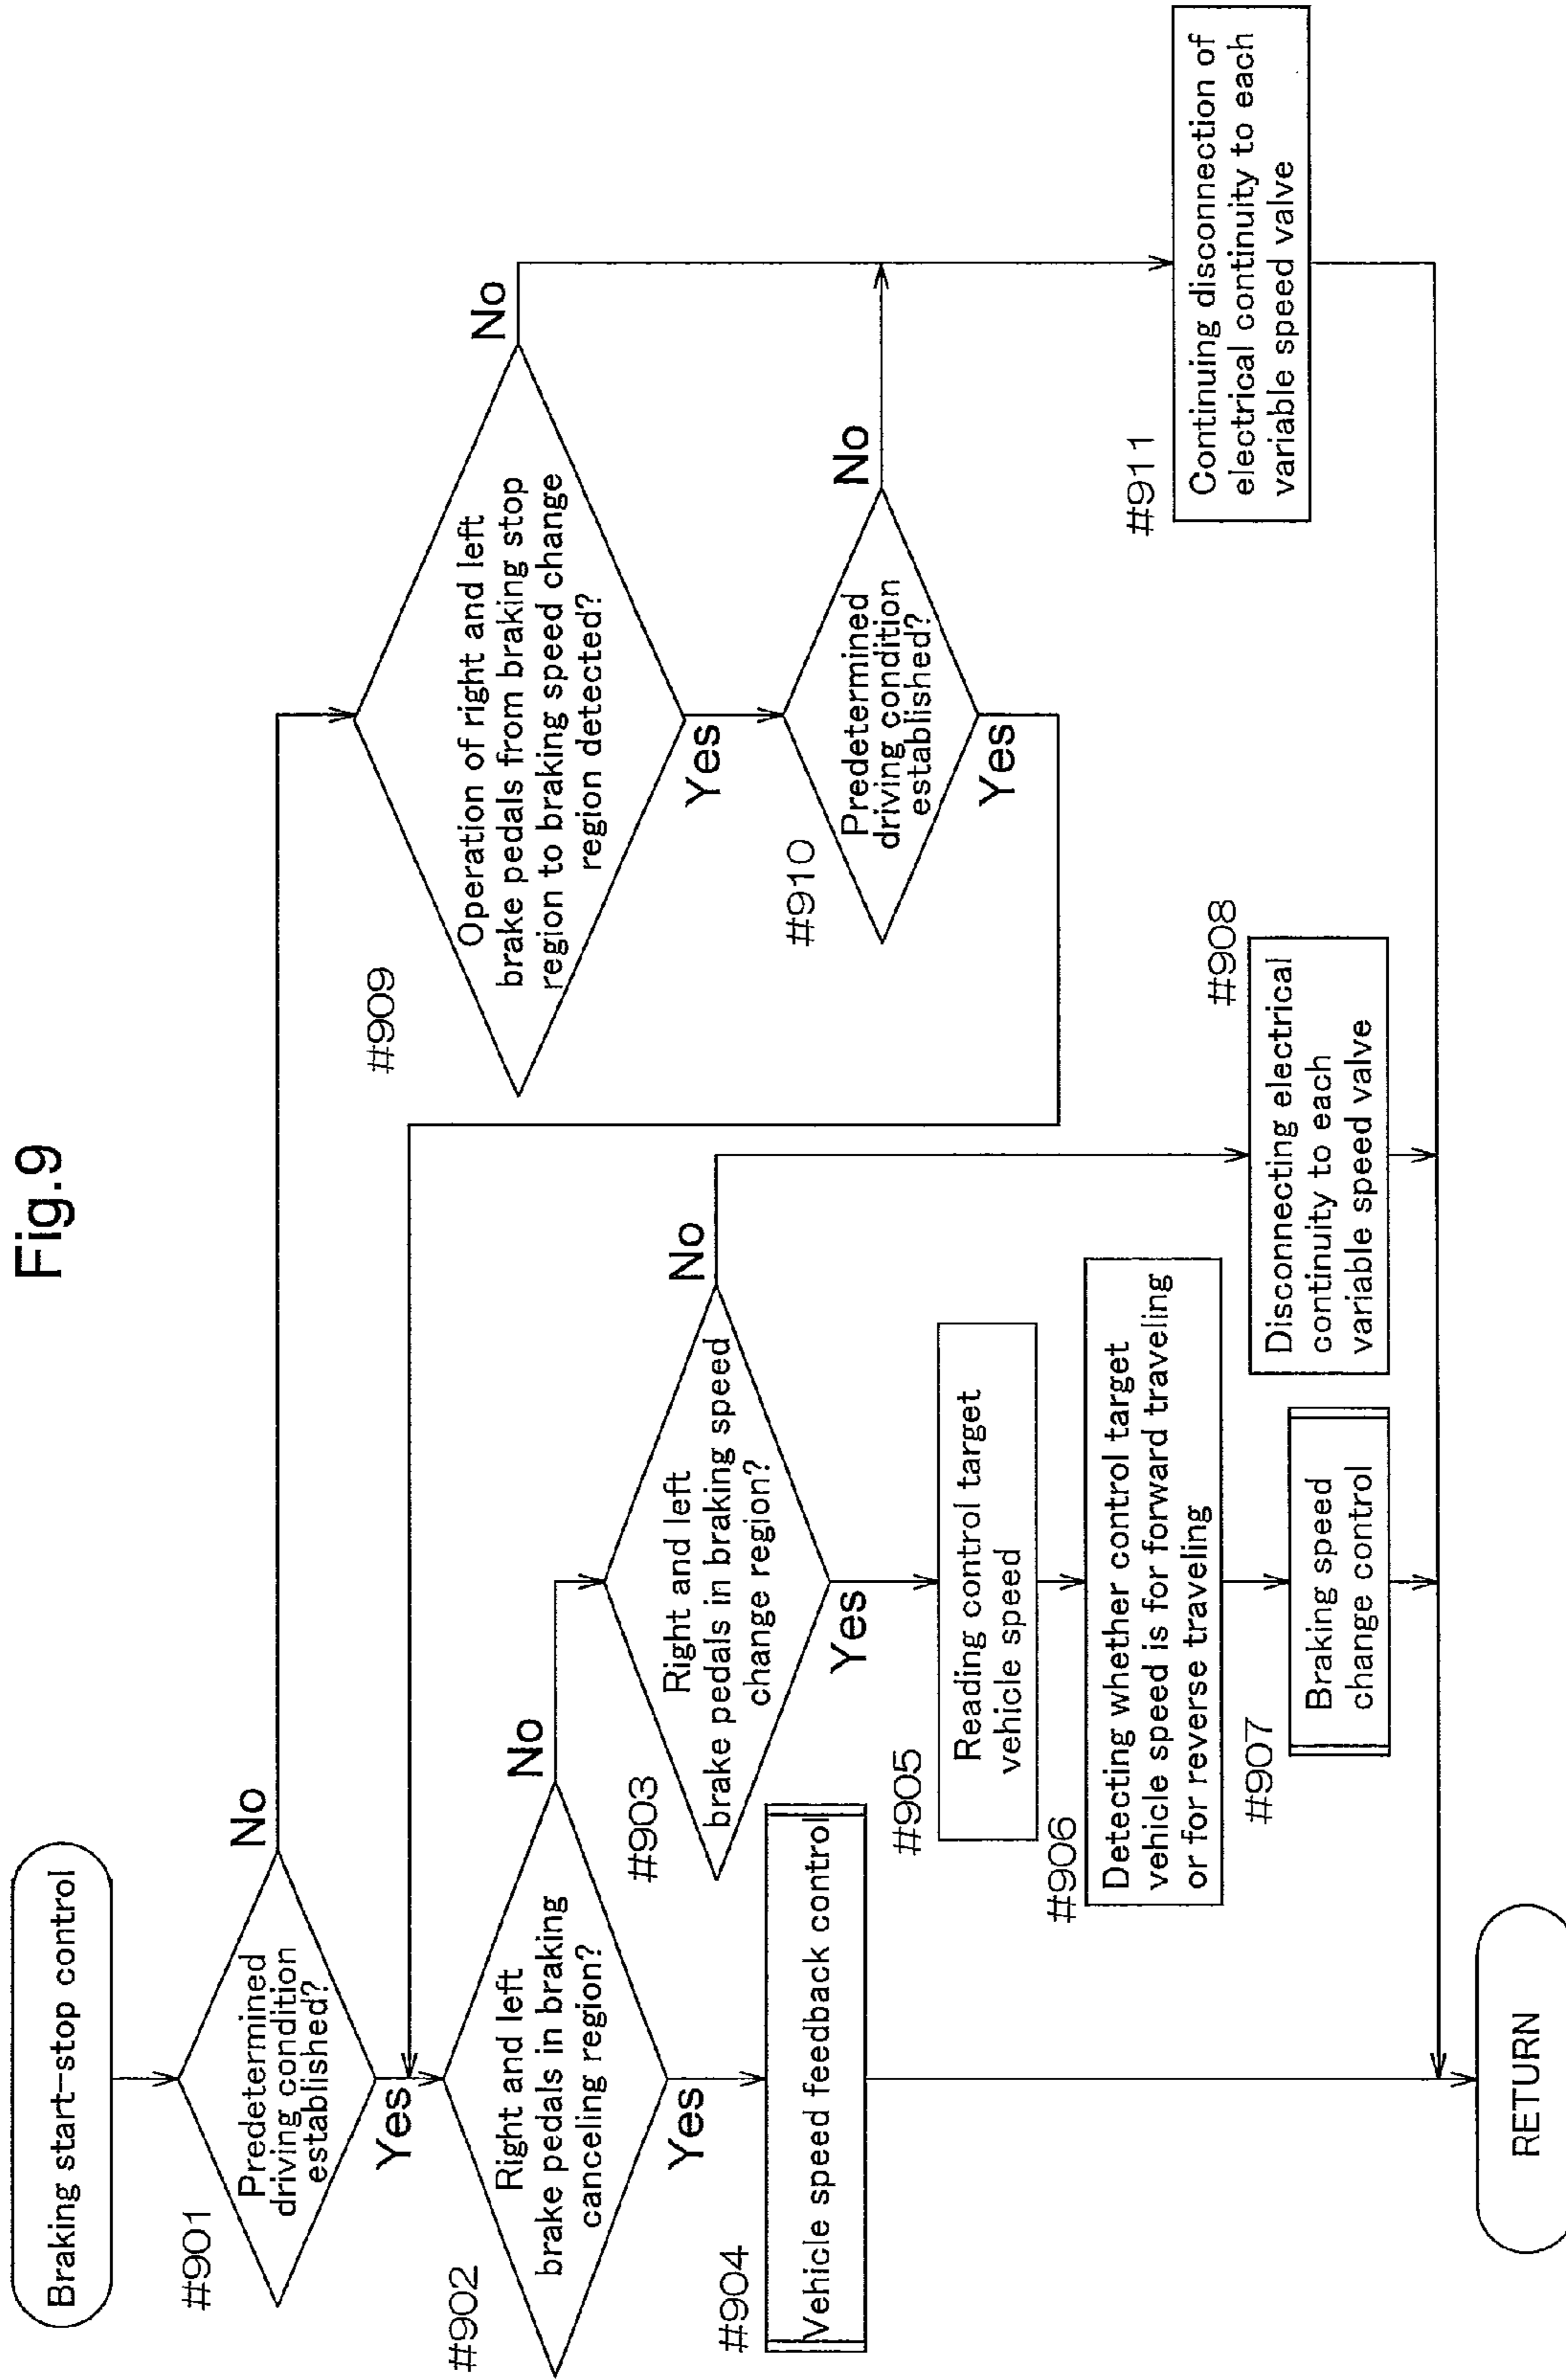 Fig.9
Braking start-stop control
#901
Predetermined
driving condition
established?
No
Yes
#902
Right and left
brake pedals in braking
canceling region?
No
Yes
#903
Right and left
brake pedals in braking speed
change region?
No
Yes
#904
Vehicle speed feedback control
#905
Reading control target
vehicle speed
#906
Detecting whether control target
vehicle speed is for forward traveling
or for reverse traveling
#907
Braking speed
change control
#908
Disconnecting electrical
continuity to each
variable speed valve
#909
Operation of right and left
brake pedals from braking stop
region to braking speed change
region detected?
No
Yes
#910
Predetermined
driving condition
established?
No
Yes
#911
Continuing disconnection of
electrical continuity to each
variable speed valve
RETURN